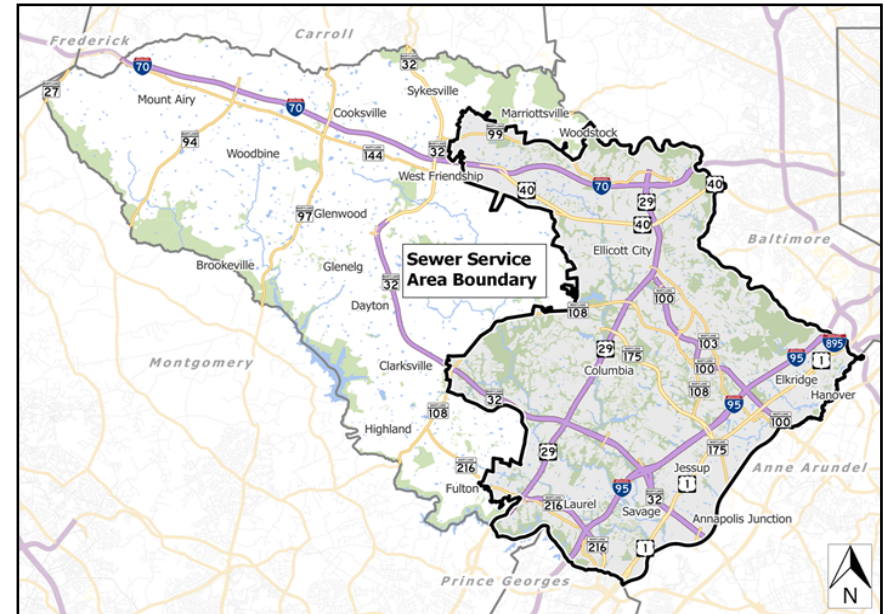 Frederick
Carroll
70
32
Sykesville
27
Mount Airy
70
Cooksville
Marriottsville
99
Woodstock
94
Woodbine
144
32
West Friendship
40
70
40
29
97
Glenwood
40
Ellicott City
Baltimore
Brookeville
Glenelg
Sewer Service
Area Boundary
32
Dayton
100
108
103
895
Montgomery
29
175
95
1
Clarksville
Columbia
100
Elkridge
32
108
95
Hanover
108
100
Highland
29
175
216
Jessup
Anne Arundel
Fulton
95
32
1
216
Laurel
Savage
Annapolis Junction
216
1
Prince Georges
N